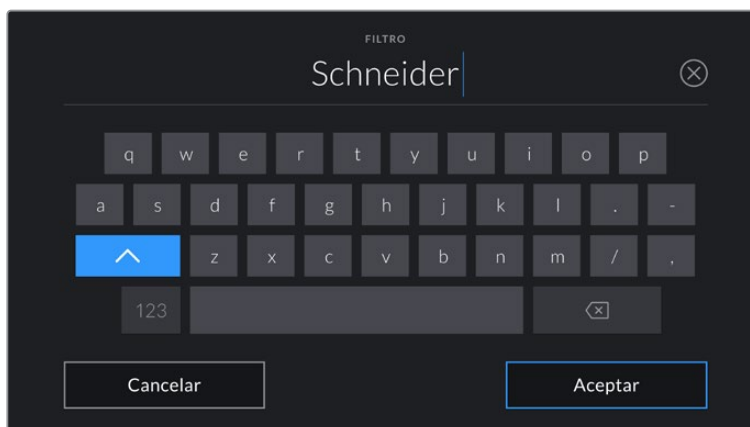 FILTRO
Schneider
q w e r t y u i o p
a s d f g h j k l . -
z x c v b n m / ,
123
Cancelar Aceptar